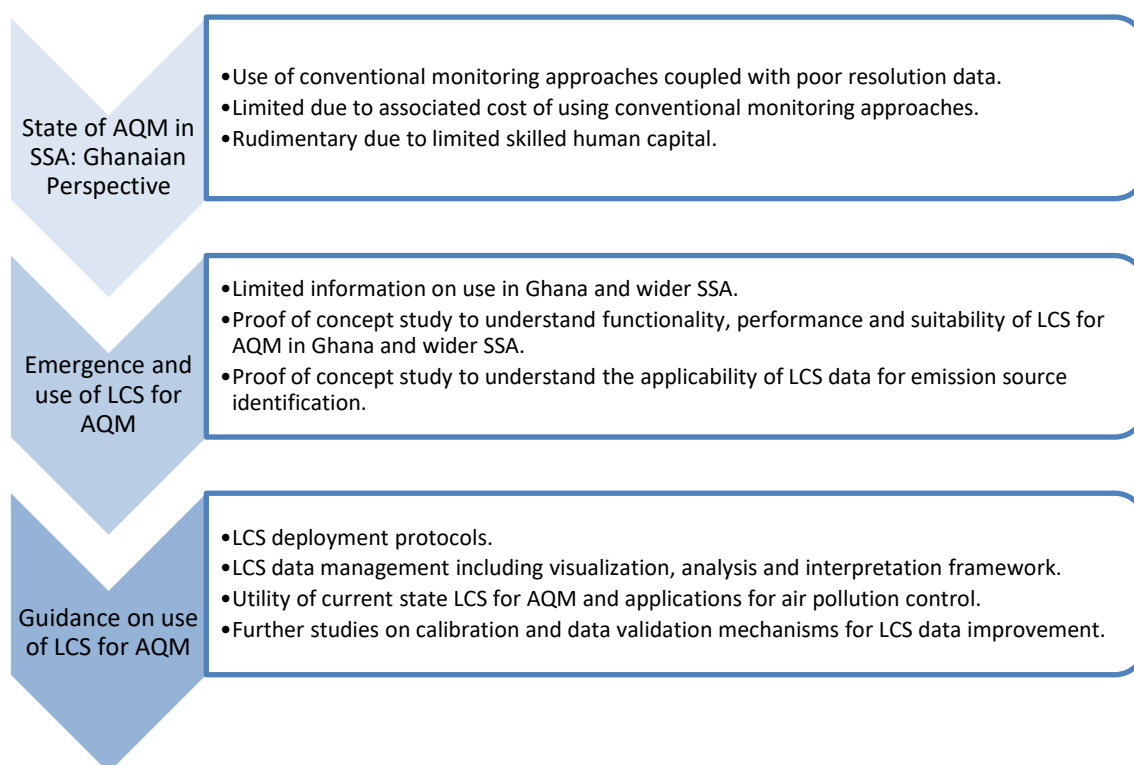 State of AQM in
SSA: Ghanaian
Perspective
•Use of conventional monitoring approaches coupled with poor resolution data.
•Limited due to associated cost of using conventional monitoring approaches.
•Rudimentary due to limited skilled human capital.
Emergence and
use of LCS for
AQM
•Limited information on use in Ghana and wider SSA.
•Proof of concept study to understand functionality, performance and suitability of LCS for
AQM in Ghana and wider SSA.
•Proof of concept study to understand the applicability of LCS data for emission source
identification.
Guidance on use
of LCS for AQM
•LCS deployment protocols.
•LCS data management including visualization, analysis and interpretation framework.
•Utility of current state LCS for AQM and applications for air pollution control.
•Further studies on calibration and data validation mechanisms for LCS data improvement.